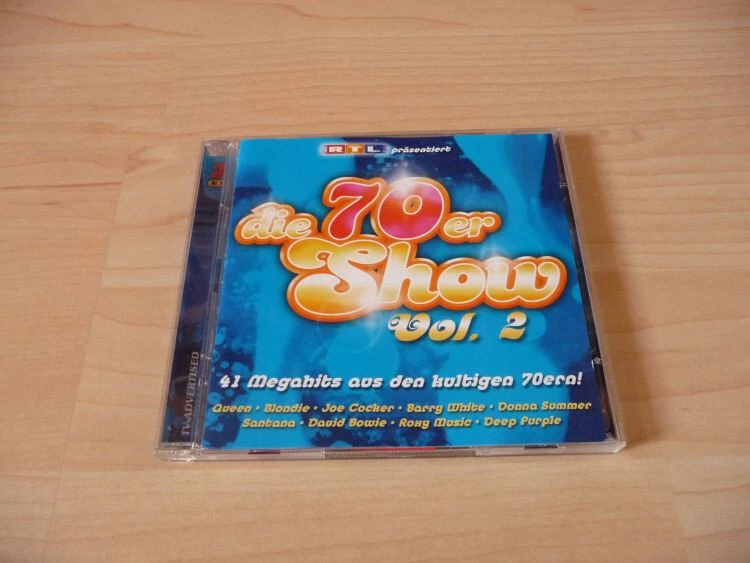 RTL präsentiert
die 70er
Show
Vol. 2
41 Megahits aus den kultigen 70ern!
Queen • Blondie • Joe Cocker • Barry White • Donna Summer
Santana • David Bowie • Roxy Music • Deep Purple
TV-ADVERTISED